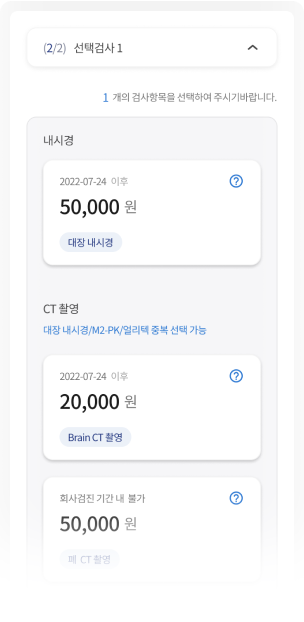 (2/2) 선택검사 1
1 개의 검사항목을 선택하여 주시기바랍니다.
내시경
2022-07-24 이후
50,000 원
대장 내시경
CT 촬영
대장 내시경/M2-PK/얼리텍 중복 선택 가능
2022-07-24 이후
20,000 원
Brain CT 촬영
회사검진 기간 내 불가
50,000 원
CT 촬영